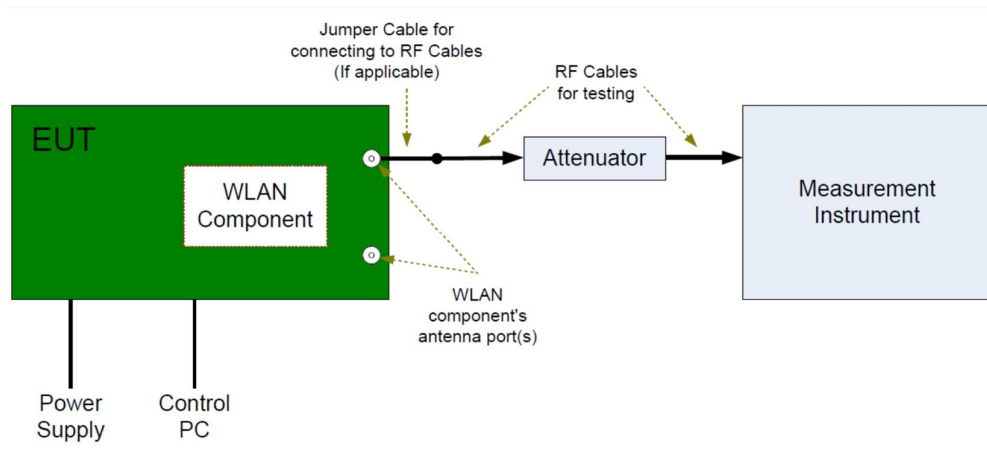 Jumper Cable for
connecting to RF Cables
(If applicable)
RF Cables
for testing
EUT
Attenuator
WLAN
Component
Measurement
Instrument
WLAN
component's
antenna port(s)
Power
Supply
Control
PC